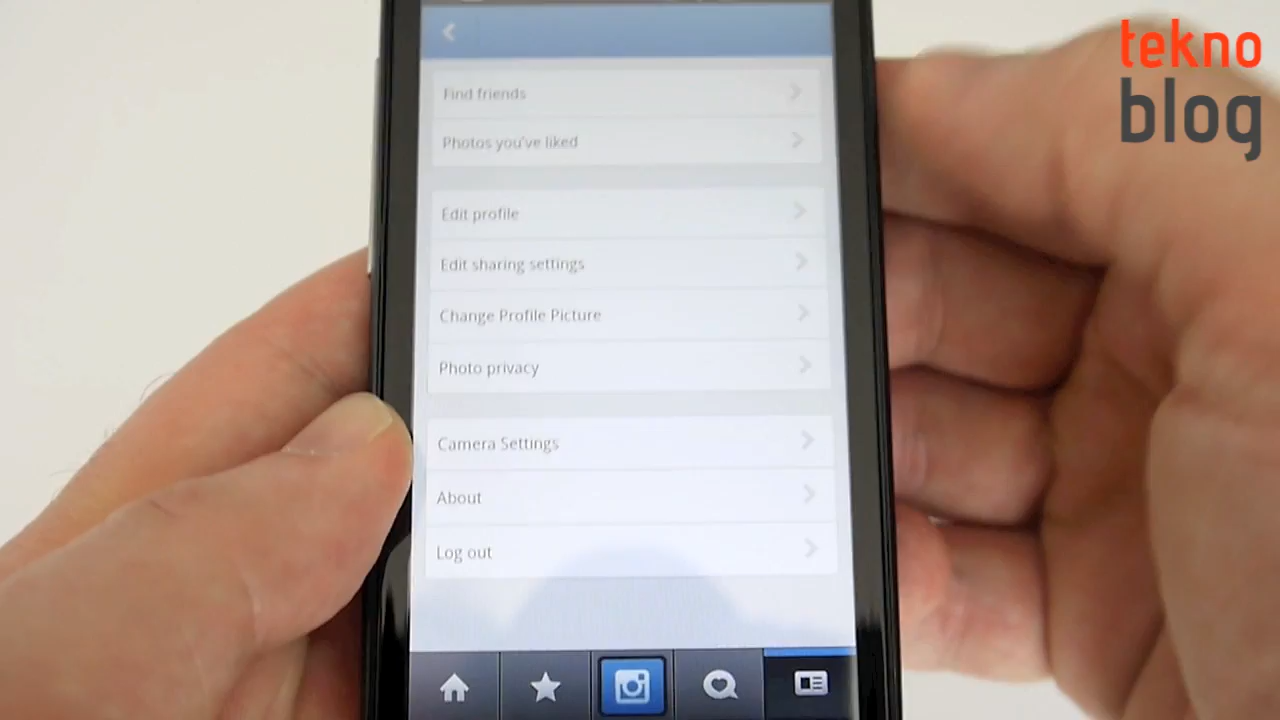 tekno
blog
Find friends
Photos you've liked
Edit profile
Edit sharing settings
Change Profile Picture
Photo privacy
Camera Settings
About
Log out